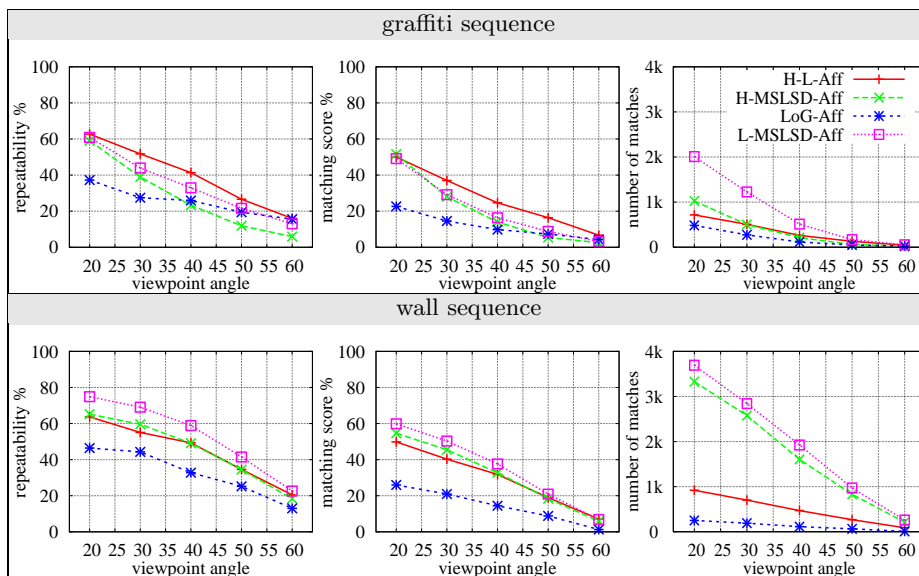 graffiti sequence
repeatability %
100
80
60
40
20
0
20 25 30 35 40 45 50 55 60
viewpoint angle
matching score %
100
80
60
40
20
0
20 25 30 35 40 45 50 55 60
viewpoint angle
number of matches
4k
3k
2k
1k
0
H-L-Aff
H-MSLSD-Aff
LoG-Aff
L-MSLSD-Aff
20 25 30 35 40 45 50 55 60
viewpoint angle
wall sequence
repeatability %
100
80
60
40
20
0
20 25 30 35 40 45 50 55 60
viewpoint angle
matching score %
100
80
60
40
20
0
20 25 30 35 40 45 50 55 60
viewpoint angle
number of matches
4k
3k
2k
1k
0
20 25 30 35 40 45 50 55 60
viewpoint angle